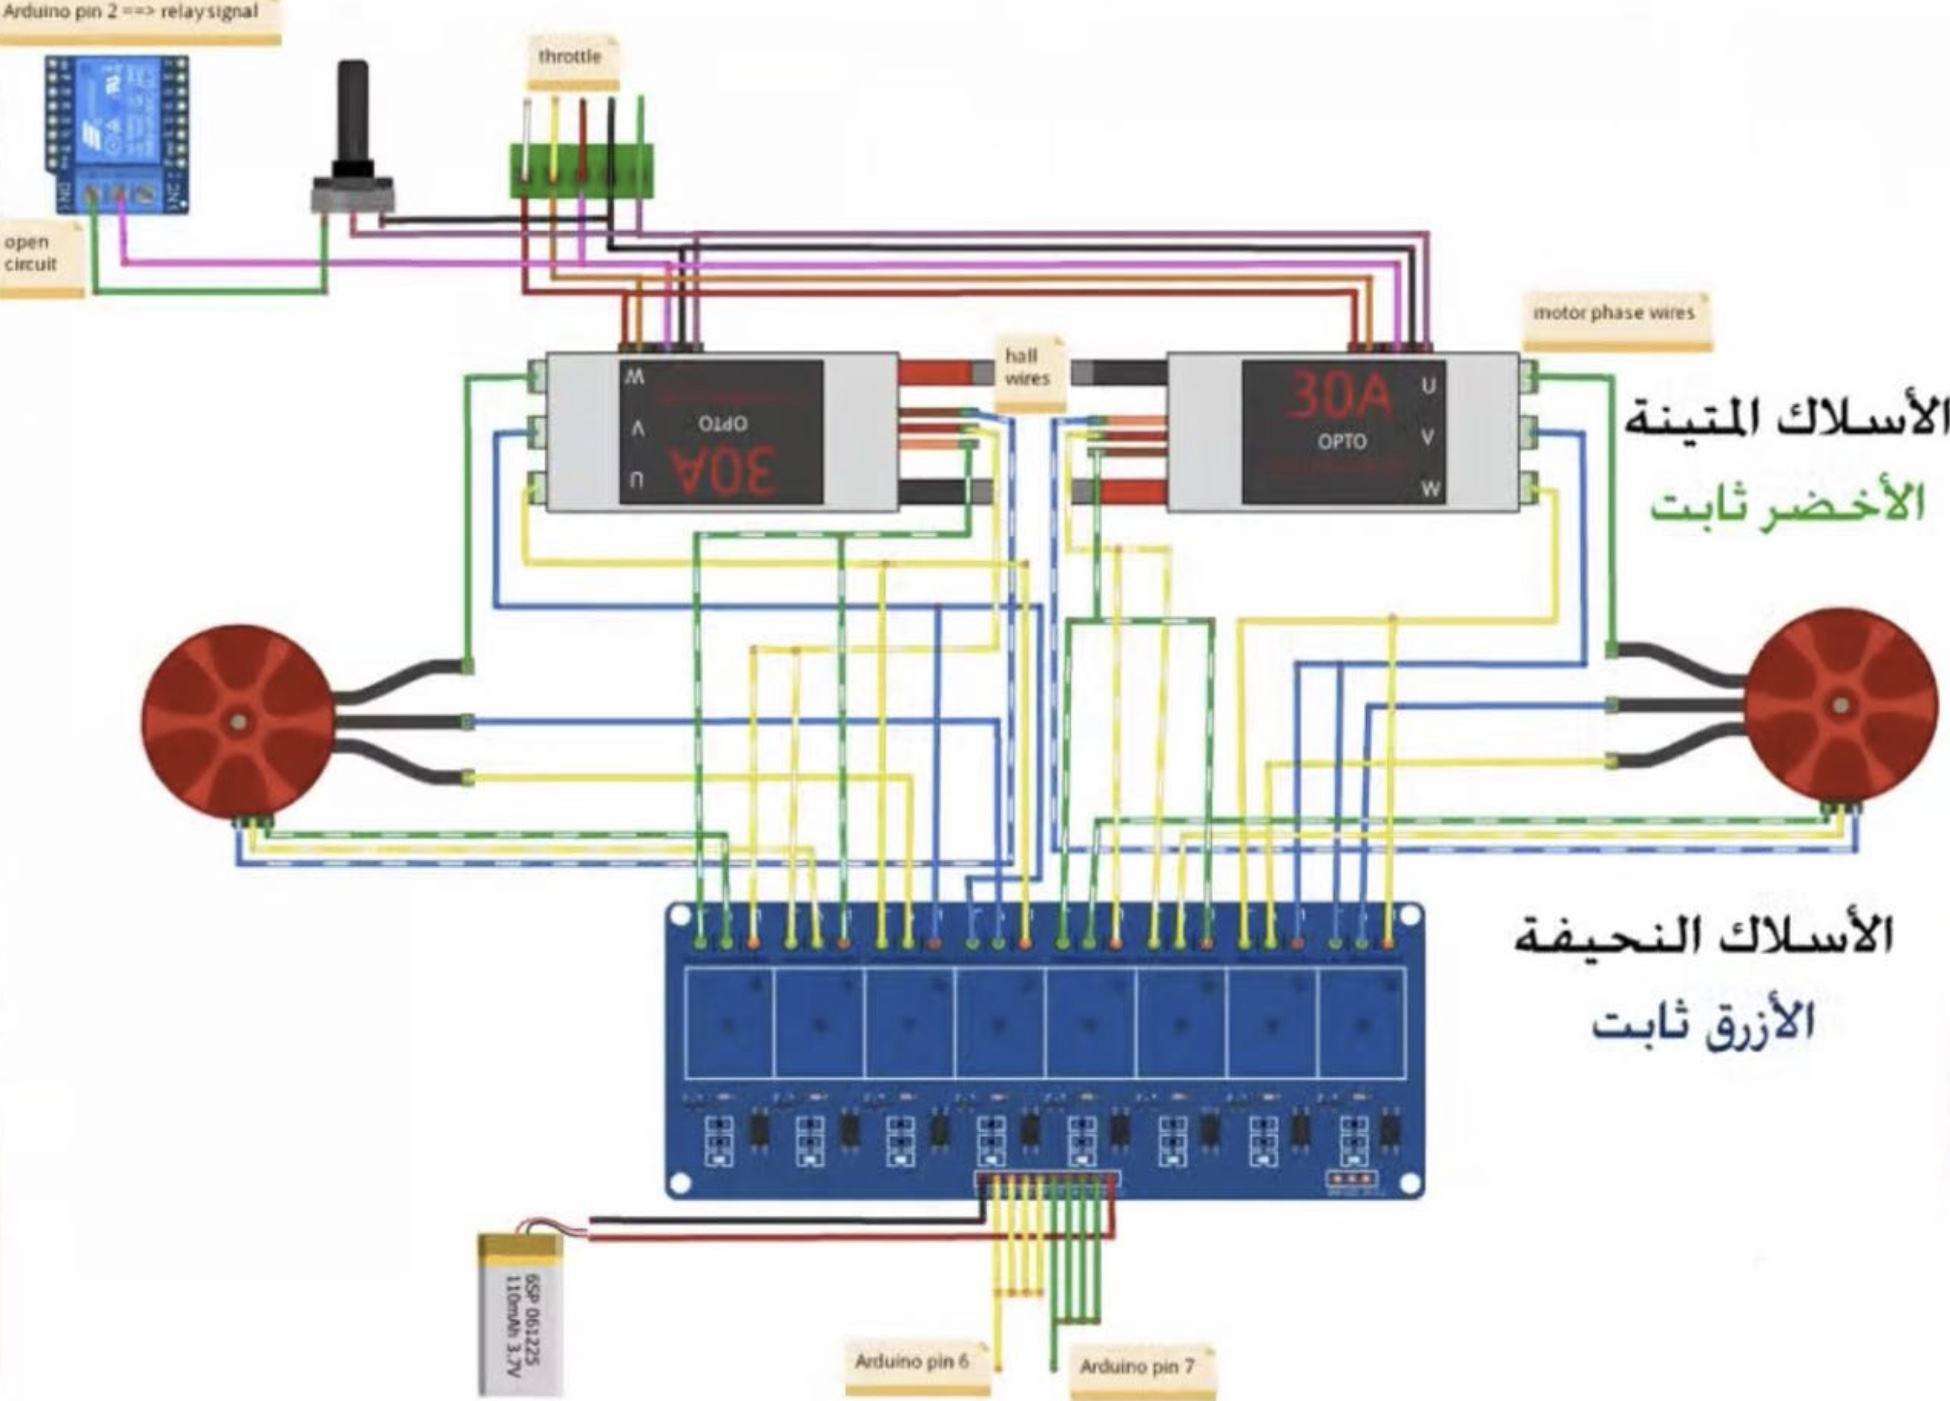 Arduino pin 2 ==> relay signal
throttle
open
circuit
motor phase wires
hall
wires
W
V
U
OPTO
30A
30A
OPTO
U
V
W
الأسلاك المتينة
الأخضر ثابت
الأسلاك النحيفة
الأزرق ثابت
6SP 061225
110mAh 3.7V
Arduino pin 6
Arduino pin 7